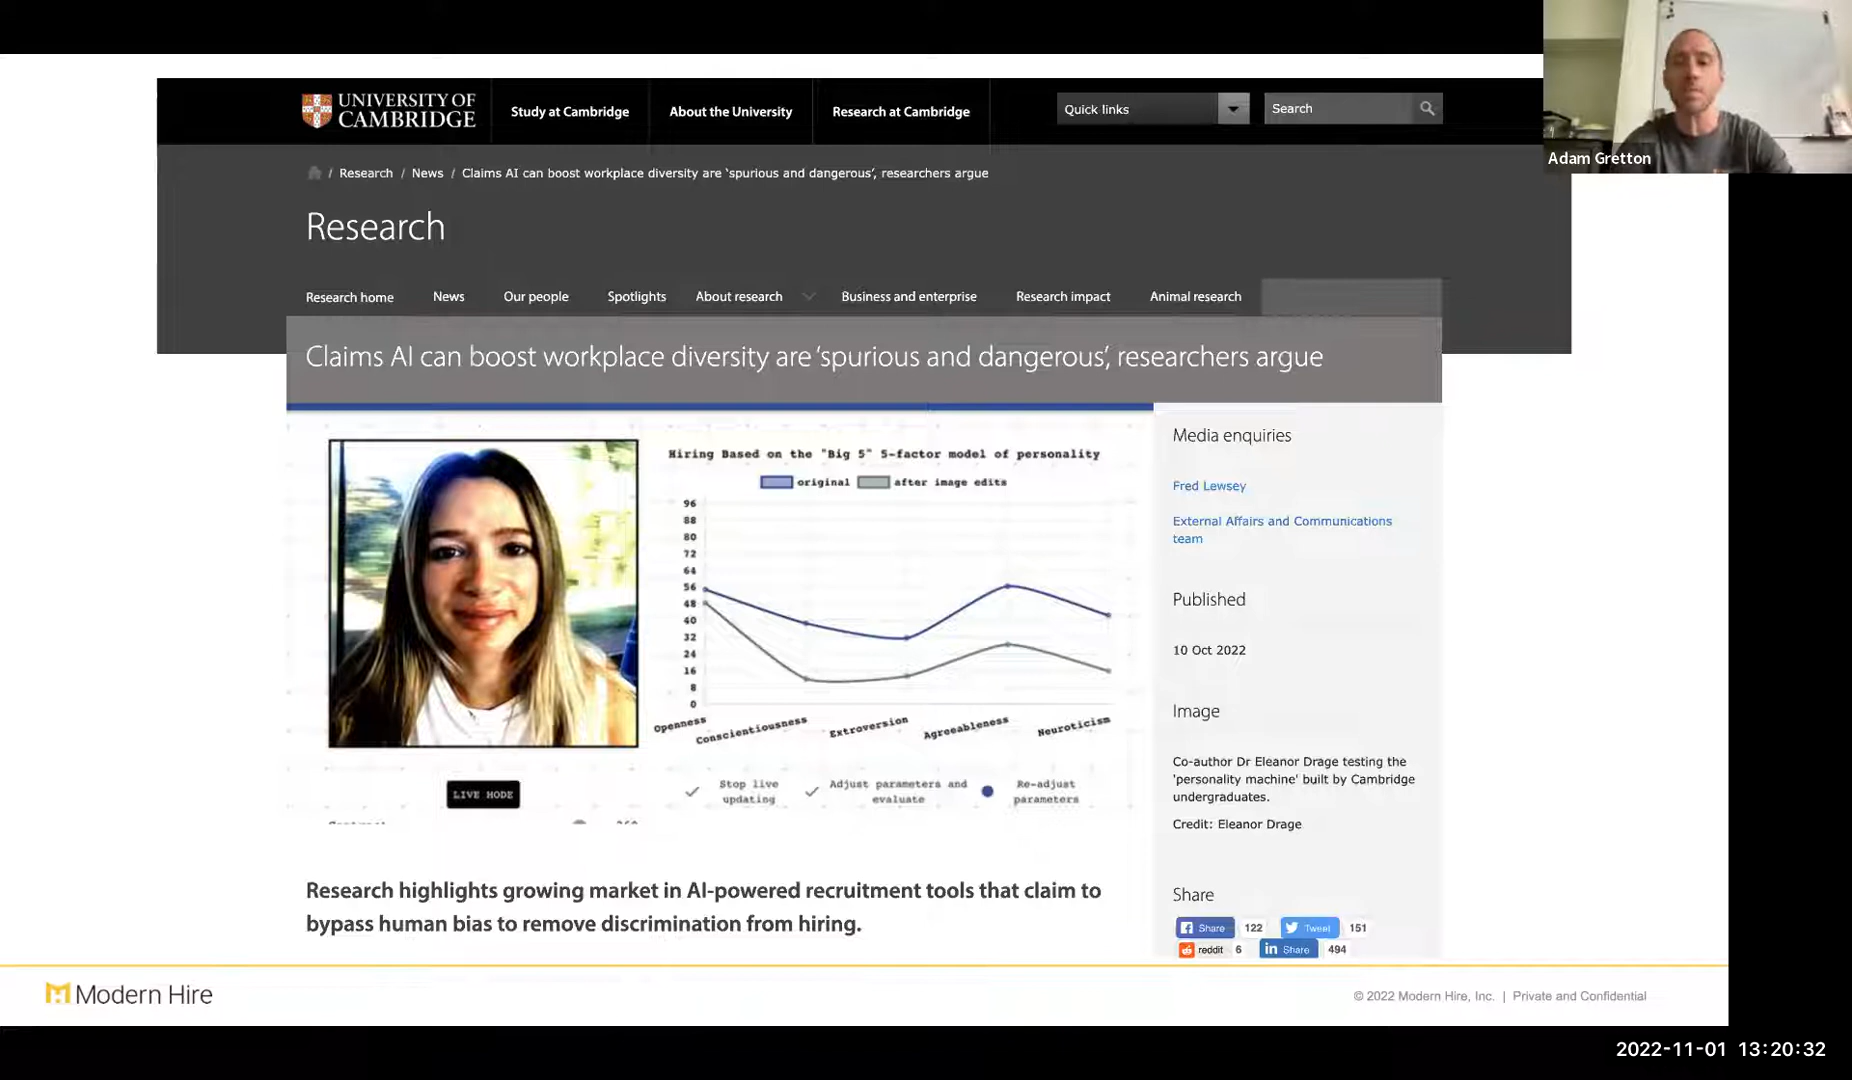 Adam Gretton
UNIVERSITY OF
CAMBRIDGE
Study at Cambridge
About the University
Research at Cambridge
Quick links
Search
/ Research / News / Claims AI can boost workplace diversity are 'spurious and dangerous', researchers argue
Research
Research home
News
Our people
Spotlights
About research
Business and enterprise
Research impact
Animal research
Claims AI can boost workplace diversity are 'spurious and dangerous', researchers argue
Hiring Based on the "Big 5" 5-factor model of personality
original
after image edits
96
88
80
72
64
56
48
40
32
24
16
8
0
Openness
Conscientiousness
Extroversion
Agreeableness
Neuroticism
LIVE MODE
Stop live
updating
Adjust parameters and
evaluate
Re-adjust
parameters
Media enquiries
Fred Lewsey
External Affairs and Communications
team
Published
10 Oct 2022
Image
Co-author Dr Eleanor Drage testing the
'personality machine' built by Cambridge
undergraduates.
Credit: Eleanor Drage
Share
Share 122
Tweet 151
reddit 6
in Share 494
Research highlights growing market in AI-powered recruitment tools that claim to
bypass human bias to remove discrimination from hiring.
Modern Hire
© 2022 Modern Hire, Inc. | Private and Confidential
2022-11-01 13:20:32